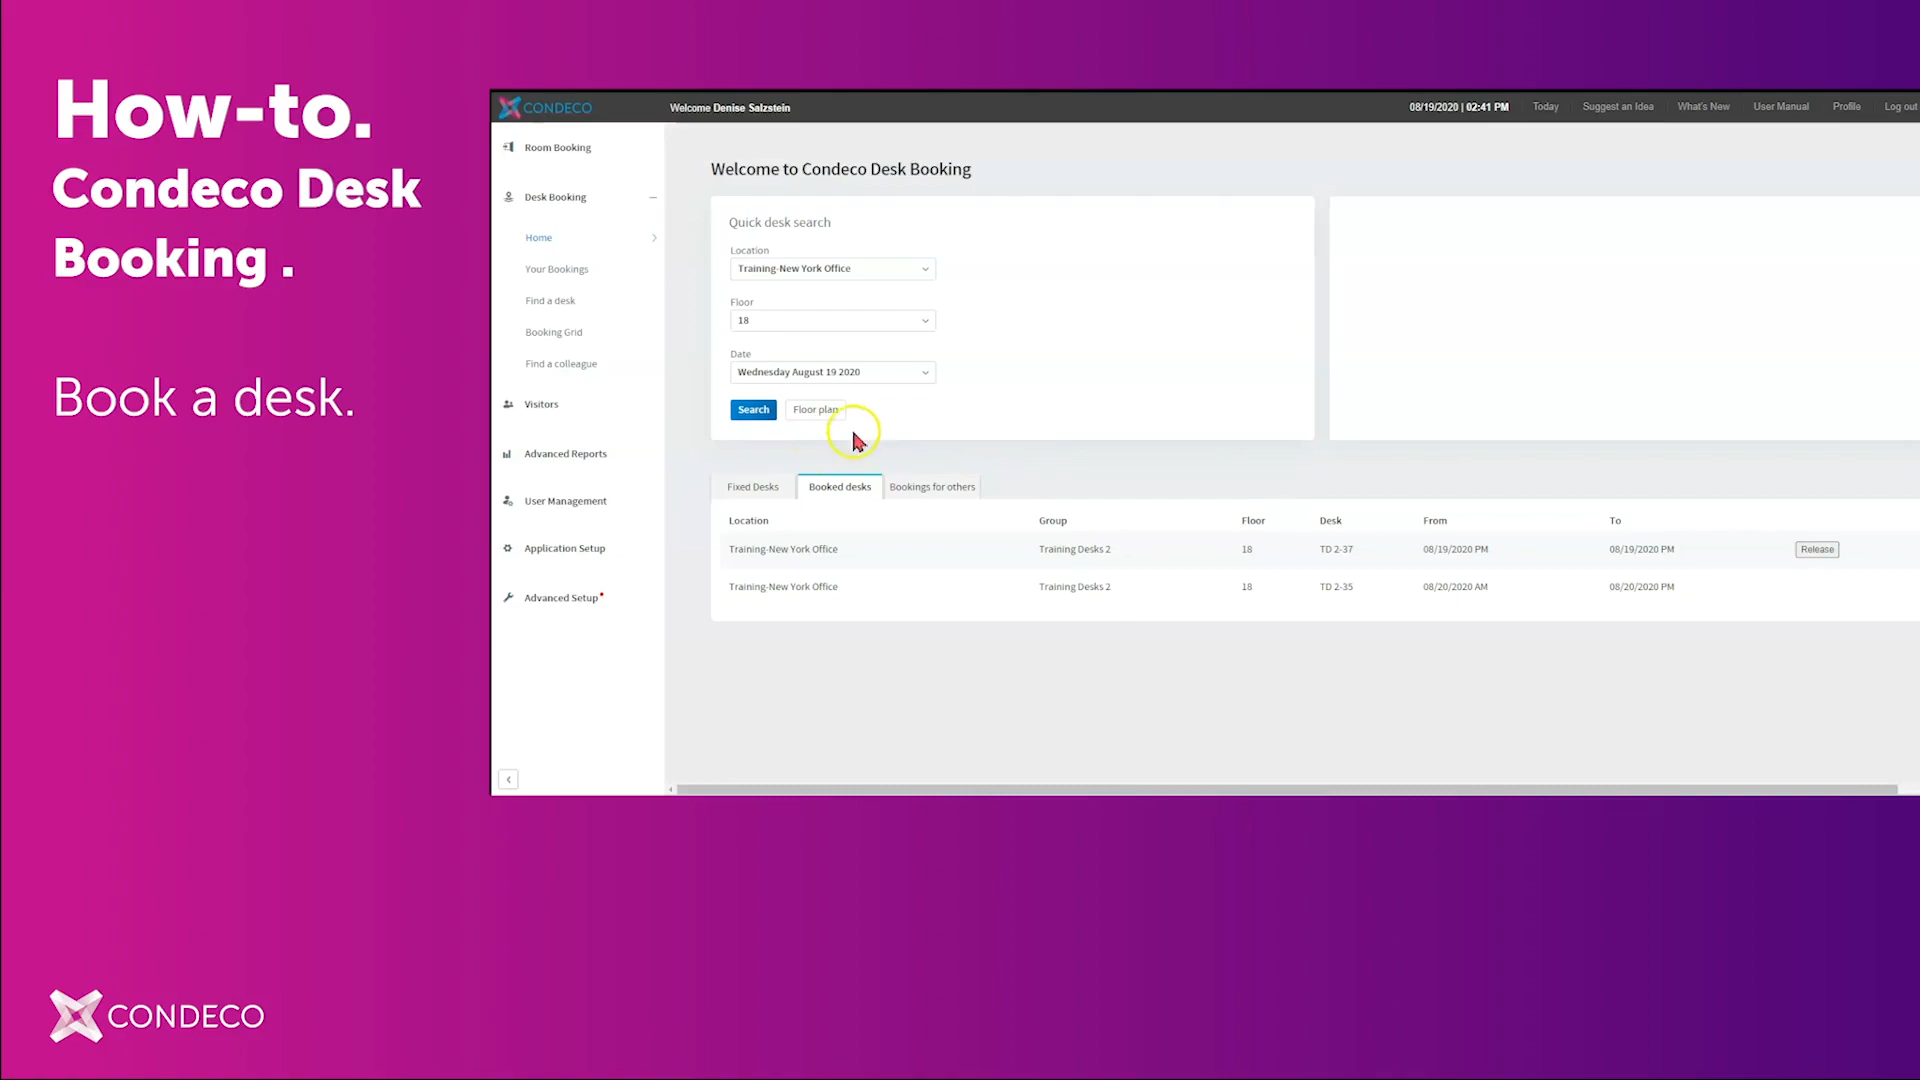 How-to.
Condeco Desk
Booking .
Book a desk.
CONDECO
CONDECO
Welcome Denise Salzstein
08/19/2020 | 02:41 PM
Today
Suggest an Idea
What's New
User Manual
Profile
Log out
Room Booking
Desk Booking
Home
Your Bookings
Find a desk
Booking Grid
Find a colleague
Visitors
Advanced Reports
User Management
Application Setup
Advanced Setup
Welcome to Condeco Desk Booking
Quick desk search
Location
Training-New York Office
Floor
18
Date
Wednesday August 19 2020
Search
Floor plan
Fixed Desks
Booked desks
Bookings for others
Location Group Floor Desk From To
Training-New York Office Training Desks 2 18 TD 2-37 08/19/2020 PM 08/19/2020 PM Release
Training-New York Office Training Desks 2 18 TD 2-35 08/20/2020 AM 08/20/2020 PM